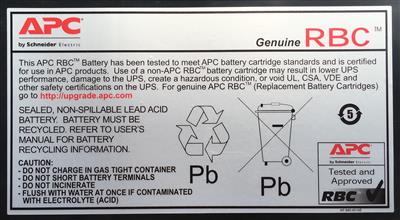 APC
by Schneider Electric
Genuine RBC™
This APC RBC™ Battery has been tested to meet APC battery cartridge standards and is certified
for use in APC products. Use of a non-APC RBC™ battery cartridge may result in lower UPS
performance, damage to the UPS, create a hazardous condition, or void UL, CSA, VDE and
other safety certifications on the UPS. For genuine APC RBC™ (Replacement Battery Cartridges)
go to http://upgrade.apc.com.
SEALED, NON-SPILLABLE LEAD ACID
BATTERY. BATTERY MUST BE
RECYCLED. REFER TO USER'S
MANUAL FOR BATTERY
RECYCLING INFORMATION.
CAUTION:
- DO NOT CHARGE IN GAS TIGHT CONTAINER
- DO NOT SHORT BATTERY TERMINALS
- DO NOT INCINERATE
- FLUSH WITH WATER AT ONCE IF CONTAMINATED
WITH ELECTROLYTE (ACID)
Pb
Pb
5
APC
by Schneider Electric
Tested and
Approved
RBC